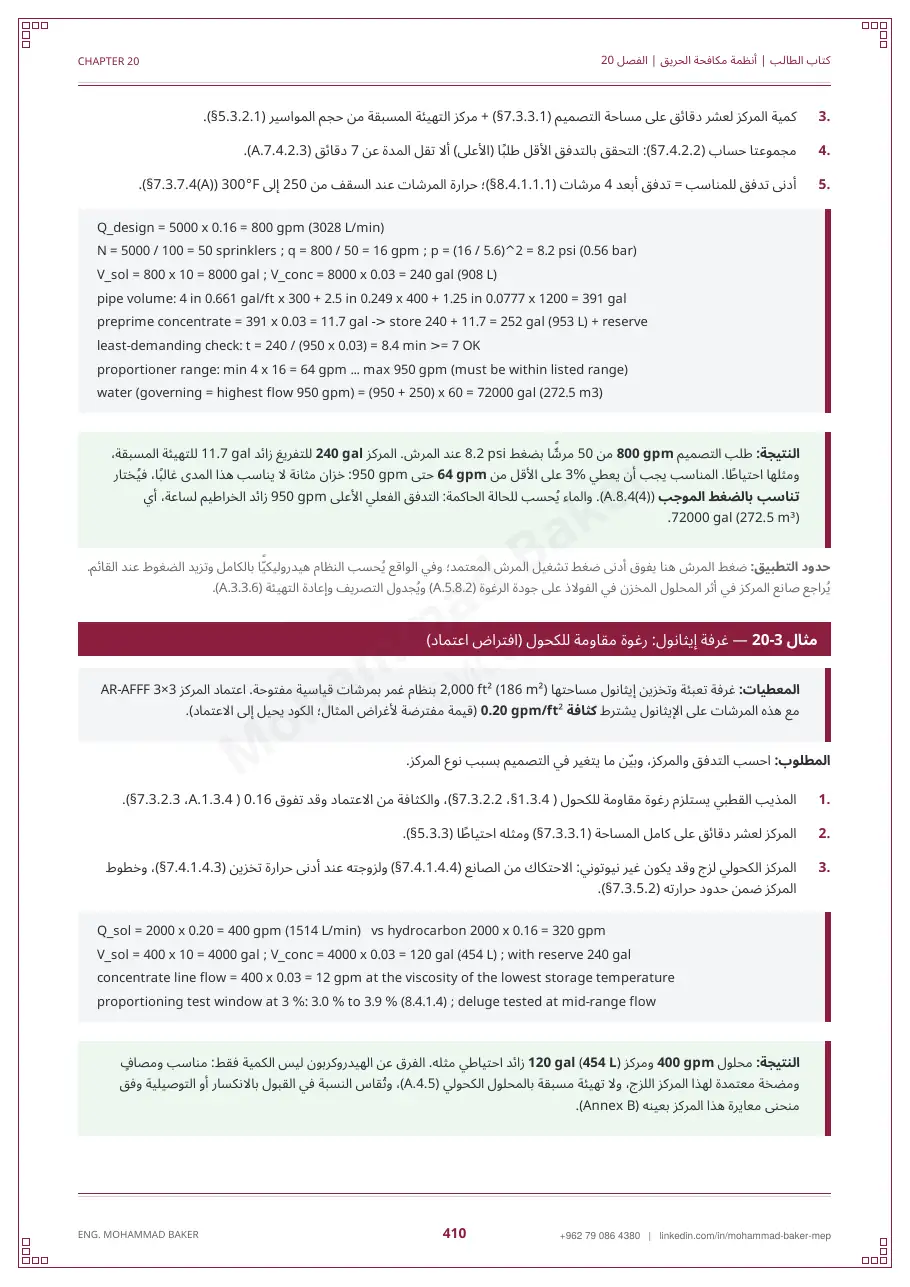 CHAPTER 20
كتاب الطالب | أنظمة مكافحة الحريق | الفصل 20
3. كمية المركز لعشر دقائق على مساحة التصميم (7.3.3.1§) + مركز التهيئة المسبقة من حجم المواسير (5.3.2.1§).
4. مجموعتا حساب (7.4.2.2§): التحقق بالتدفق الأقل طلبًا (الأعلى) ألا تقل المدة عن 7 دقائق (A.7.4.2.3).
5. أدنى تدفق للمناسب = تدفق أبعد 4 مرشات (8.4.1.1.1§)؛ حرارة المرشات عند السقف من 250 إلى 300°F ((7.3.7.4(A§).
Q_design = 5000 x 0.16 = 800 gpm (3028 L/min)
N = 5000 / 100 = 50 sprinklers ; q = 800 / 50 = 16 gpm ; p = (16 / 5.6)^2 = 8.2 psi (0.56 bar)
V_sol = 800 x 10 = 8000 gal ; V_conc = 8000 x 0.03 = 240 gal (908 L)
pipe volume: 4 in 0.661 gal/ft x 300 + 2.5 in 0.249 x 400 + 1.25 in 0.0777 x 1200 = 391 gal
preprime concentrate = 391 x 0.03 = 11.7 gal -> store 240 + 11.7 = 252 gal (953 L) + reserve
least-demanding check: t = 240 / (950 x 0.03) = 8.4 min >= 7 OK
proportioner range: min 4 x 16 = 64 gpm ... max 950 gpm (must be within listed range)
water (governing = highest flow 950 gpm) = (950 + 250) x 60 = 72000 gal (272.5 m3)
النتيجة: طلب التصميم 800 gpm من 50 مرشًّا بضغط 8.2 psi عند المرش. المركز 240 gal للتفريغ زائد 11.7 gal للتهيئة المسبقة،
ومثلها احتياطًا. المناسب يجب أن يعطي 3% على الأقل من 64 gpm حتى 950 gpm: خزان مثانة لا يناسب هذا المدى غالبًا، فيُختار
تناسب بالضغط الموجب ((A.8.4(4)). والماء يُحسب للحالة الحاكمة: التدفق الفعلي الأعلى 950 gpm زائد الخراطيم لساعة، أي
72000 gal (272.5 m³).
حدود التطبيق: ضغط المرش هنا يفوق أدنى ضغط تشغيل المرش المعتمد؛ وفي الواقع يُحسب النظام هيدروليكيًّا بالكامل وتزيد الضغوط عند القائم.
يُراجع صانع المركز في أثر المحلول المخزن في الفولاذ على جودة الرغوة (A.5.8.2) ويُجدول التصريف وإعادة التهيئة (A.3.3.6).
Mohammad Baker
مثال 3-20 — غرفة إيثانول: رغوة مقاومة للكحول (افتراض اعتماد)
المعطيات: غرفة تعبئة وتخزين إيثانول مساحتها 2,000 ft² (186 m²) بنظام غمر بمرشات قياسية مفتوحة. اعتماد المركز AR-AFFF 3×3
مع هذه المرشات على الإيثانول يشترط كثافة 0.20 gpm/ft² (قيمة مفترضة لأغراض المثال؛ الكود يحيل إلى الاعتماد).
المطلوب: احسب التدفق والمركز، وبيّن ما يتغير في التصميم بسبب نوع المركز.
1. المذيب القطبي يستلزم رغوة مقاومة للكحول ( 1.3.4§، 7.3.2.2§)، والكثافة من الاعتماد وقد تفوق 0.16 ( A.1.3.4، 7.3.2.3§).
2. المركز لعشر دقائق على كامل المساحة (7.3.3.1§) ومثله احتياطًا (5.3.3§).
3. المركز الكحولي لزج وقد يكون غير نيوتوني: الاحتكاك من الصانع (7.4.1.4.4§) ولزوجته عند أدنى حرارة تخزين (7.4.1.4.3§)، وخطوط
المركز ضمن حدود حرارته (7.3.5.2§).
Q_sol = 2000 x 0.20 = 400 gpm (1514 L/min) vs hydrocarbon 2000 x 0.16 = 320 gpm
V_sol = 400 x 10 = 4000 gal ; V_conc = 4000 x 0.03 = 120 gal (454 L) ; with reserve 240 gal
concentrate line flow = 400 x 0.03 = 12 gpm at the viscosity of the lowest storage temperature
proportioning test window at 3 %: 3.0 % to 3.9 % (8.4.1.4) ; deluge tested at mid-range flow
النتيجة: محلول 400 gpm ومركز 120 gal (454 L) زائد احتياطي مثله. الفرق عن الهيدروكربون ليس الكمية فقط: مناسب ومصافٍ
ومضخة معتمدة لهذا المركز اللزج، ولا تهيئة مسبقة بالمحلول الكحولي (A.4.5)، وتُقاس النسبة في القبول بالانكسار أو التوصيلية وفق
منحنى معايرة هذا المركز بعينه (Annex B).
ENG. MOHAMMAD BAKER
410
+962 79 086 4380 | linkedin.com/in/mohammad-baker-mep